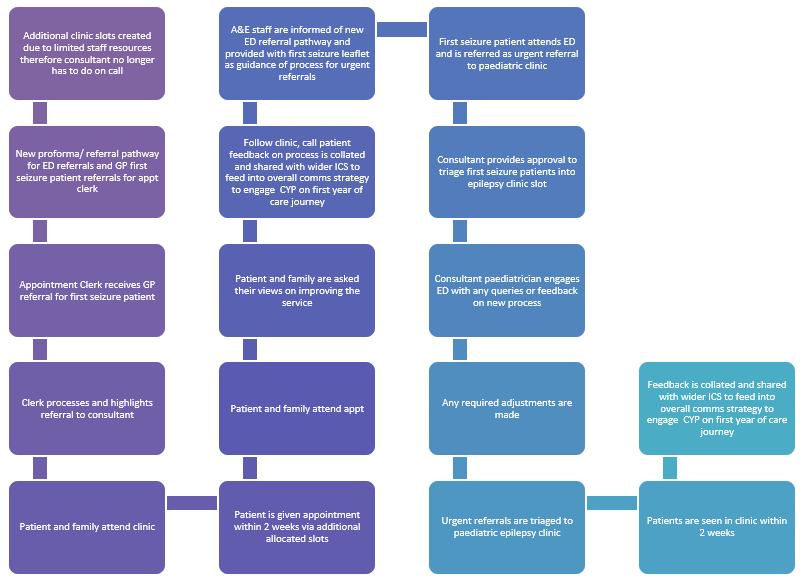 Additional clinic slots created
due to limited staff resources
therefore consultant no longer
has to do on call
New proforma/ referral pathway
for ED referrals and GP first
seizure patient referrals for appt
clerk
Appointment Clerk receives GP
referral for first seizure patient
Clerk processes and highlights
referral to consultant
Patient and family attend clinic
Patient is given appointment
within 2 weeks via additional
allocated slots
Patient and family attend appt
Patient and family are asked
their views on improving the
service
Follow clinic, call patient
feedback on process is collated
and shared with wider ICS to
feed into overall comms strategy
to engage  CYP on first year of
care journey
A&E staff are informed of new
ED referral pathway and
provided with first seizure leaflet
as guidance of process for urgent
referrals
First seizure patient attends ED
and is referred as urgent referral
to paediatric clinic
Consultant provides approval to
triage first seizure patients into
epilepsy clinic slot
Consultant paediatrician engages
ED with any queries or feedback
on new process
Any required adjustments are
made
Urgent referrals are triaged to
paediatric epilepsy clinic
Patients are seen in clinic within
2 weeks
Feedback is collated and shared
with wider ICS to feed into
overall comms strategy to
engage  CYP on first year of care
journey